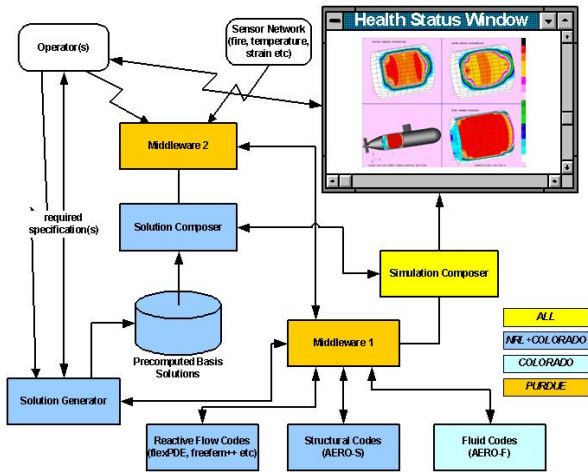 Health Status Window
Operator(s)
Sensor Network
(fire, temperature,
strain etc)
Middleware 2
required
specification(s)
Solution Composer
Simulation Composer
Precomputed Basis
Solutions
Middleware 1
Solution Generator
Reactive Flow Codes
(flexPDE, freefem++ etc)
Structural Codes
(AERO-S)
Fluid Codes
(AERO-F)
ALL
NRL+COLORADO
COLORADO
PURDUE